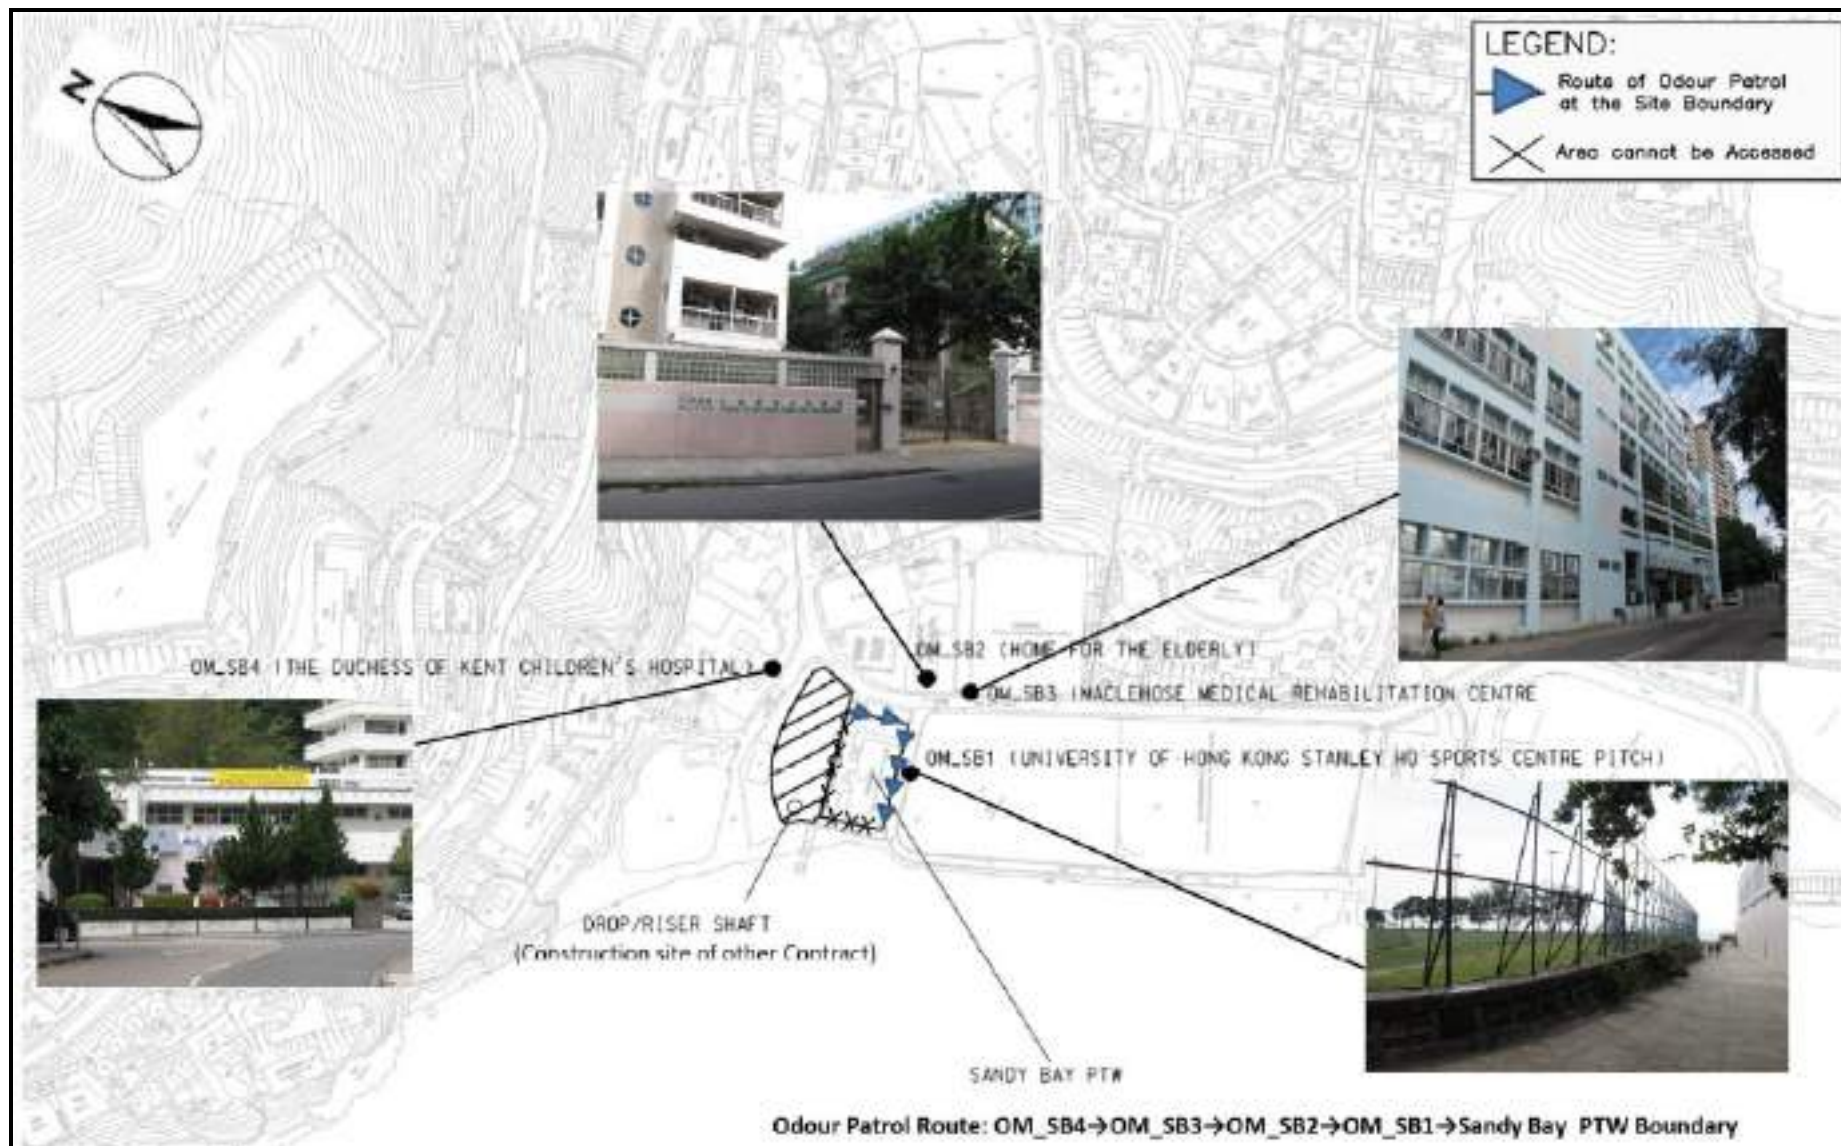 LEGEND:
Route of Odour Patrol
at the Site Boundary
Area cannot be Accessed
N
OM_SB2 (HOME FOR THE ELDERLY)
OM_SB4 (THE DUCHESS OF KENT CHILDREN'S HOSPITAL)
OM_SB3 (MACLEHOSE MEDICAL REHABILITATION CENTRE
OM_SB1 (UNIVERSITY OF HONG KONG STANLEY HO SPORTS CENTRE PITCH)
DROP/RISER SHAFT
(Construction site of other Contract)
SANDY BAY PTW
Odour Patrol Route: OM_SB4→OM_SB3→OM_SB2→OM_SB1→Sandy Bay PTW Boundary